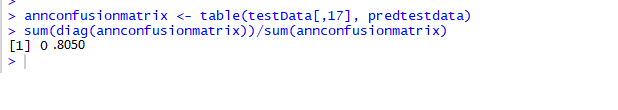 >
> annconfusionmatrix <- table(testData[,17], predtestdata)
> sum(diag(annconfusionmatrix))/sum(annconfusionmatrix)
[1] 0 .8050
>